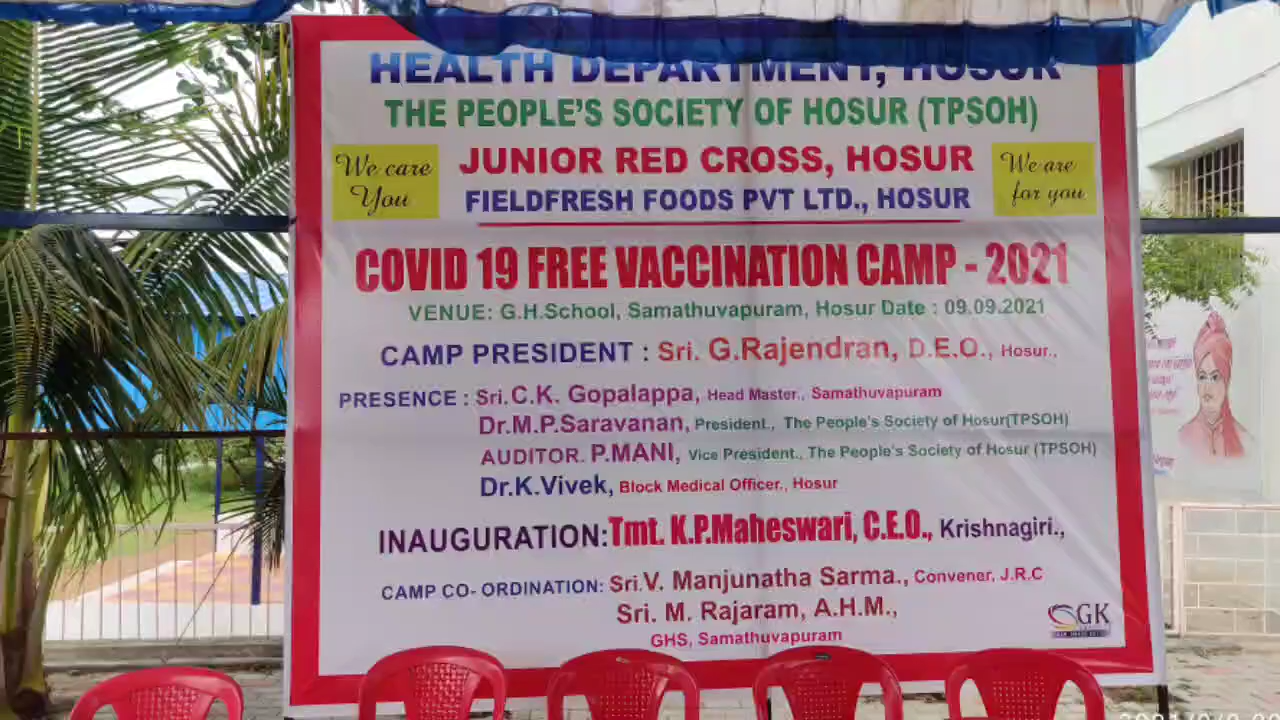 HEALTH DEPARTMENT, HOSUR
THE PEOPLE'S SOCIETY OF HOSUR (TPSOH)
We care
You
JUNIOR RED CROSS, HOSUR
FIELDFRESH FOODS PVT LTD., HOSUR
We are
for you
COVID 19 FREE VACCINATION CAMP - 2021
VENUE: G.H.School, Samathuvapuram, Hosur Date : 09.09.2021
CAMP PRESIDENT : Sri. G.Rajendran, D.E.O., Hosur.,
PRESENCE : Sri.C.K. Gopalappa, Head Master., Samathuvapuram
Dr.M.P.Saravanan, President., The People's Society of Hosur(TPSOH)
AUDITOR. P.MANI, Vice President., The People's Society of Hosur (TPSOH)
Dr.K.Vivek, Block Medical Officer., Hosur
INAUGURATION:Tmt. K.P.Maheswari, C.E.O., Krishnagiri.,
CAMP CO- ORDINATION: Sri.V. Manjunatha Sarma., Convener, J.R.C
Sri. M. Rajaram, A.H.M.,
GHS, Samathuvapuram
GK